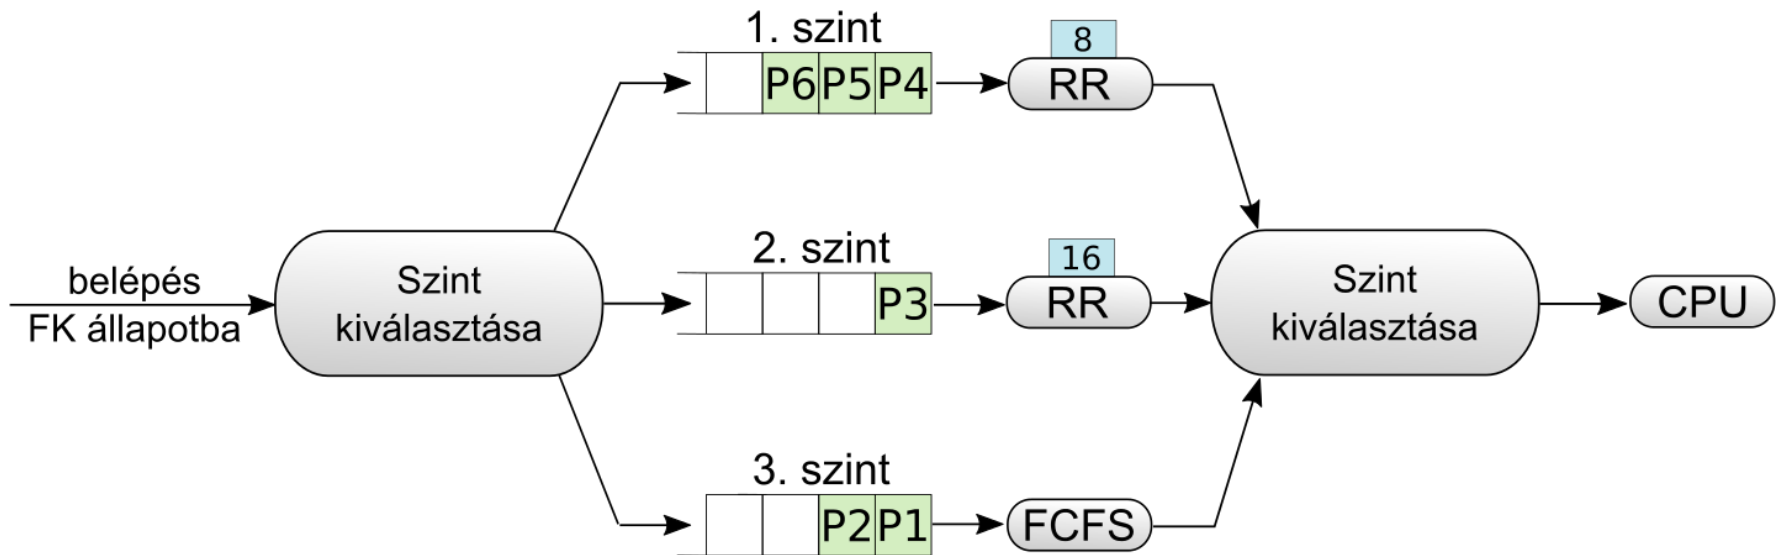 1. szint
8
P6 P5 P4
RR
belépés
FK állapotba
Szint
kiválasztása
2. szint
16
P3
RR
Szint
kiválasztása
CPU
3. szint
P2 P1
FCFS